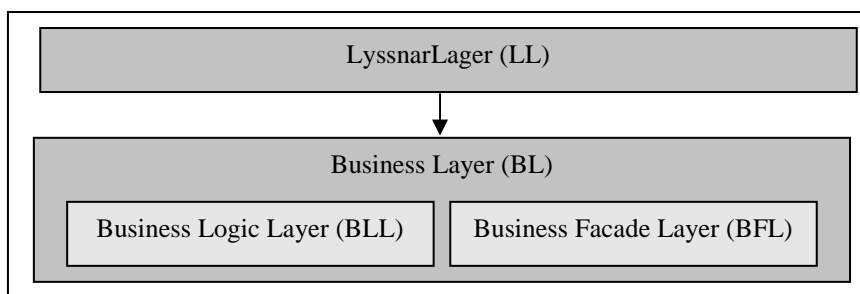 LyssnarLager (LL)
Business Layer (BL)
Business Logic Layer (BLL)
Business Facade Layer (BFL)